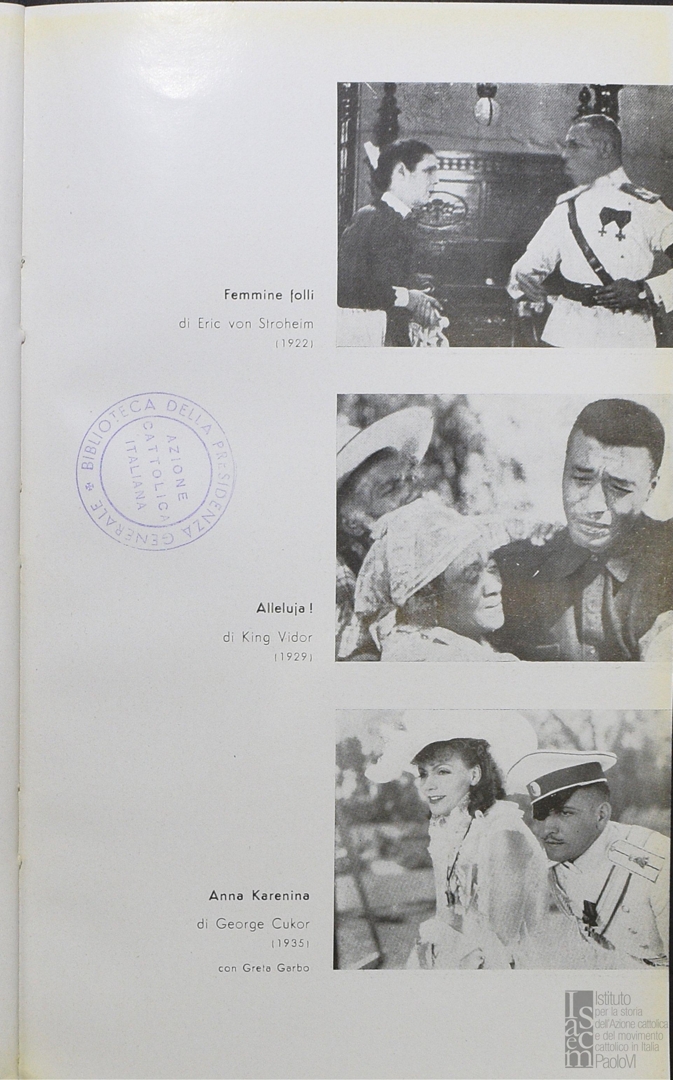 Femmine folli
di Eric von Stroheim
(1922)
BIBLIOTECA DELLA PRESIDENZA GENERALE
AZIONE
CATTOLICA
ITALIANA
Alleluja!
di King Vidor
(1929)
Anna Karenina
di George Cukor
(1935)
con Greta Garbo
Isacem
Istituto
per la storia
dell'Azione cattolica
e del movimento
cattolico in Italia
PaoloVI